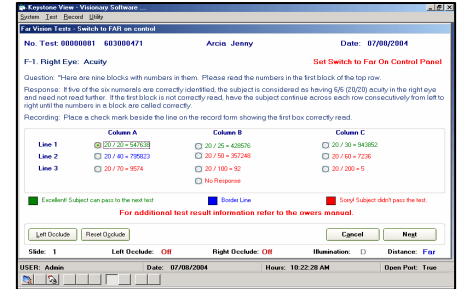 Keystone View - Visionary Software ...
System Test Record Utility
Far Vision Tests - Switch to FAR on control
No. Test: 00000001 603000471 Arcia Jenny Date: 07/08/2004
F-1. Right Eye: Acuity Set Switch to Far On Control Panel
Question: "Here are nine blocks with numbers in them. Please read the numbers in the first block of the top row.
Response: If five of the six numerals are correctly identified, the subject is considered as having 6/6 (20/20) acuity in the right eye
and need not read further. If the first block is not correctly read, have the subject continue across each row consecutively from left to
right until the numbers in a block are called correctly.
Recording: Place a check mark beside the line on the record form showing the first box correctly read.
Column A Column B Column C
Line 1 20 / 20 = 547638 20 / 25 = 428576 20 / 30 = 943852
Line 2 20 / 40 = 795823 20 / 50 = 357248 20 / 60 = 7236
Line 3 20 / 70 = 9574 20 / 100 = 92 20 / 200 = 5
No Response
Excellent! Subject can pass to the next test Border Line Sorry! Subject didn't pass the test.
For additional test result information refer to the owers manual.
Left Occlude Reset Occlude Cancel Next
Slide: 1 Left Occlude: Off Right Occlude: Off Illumination: D Distance: Far
USER: Admin Date: 07/08/2004 Hours: 10:22:28 AM Open Port: True